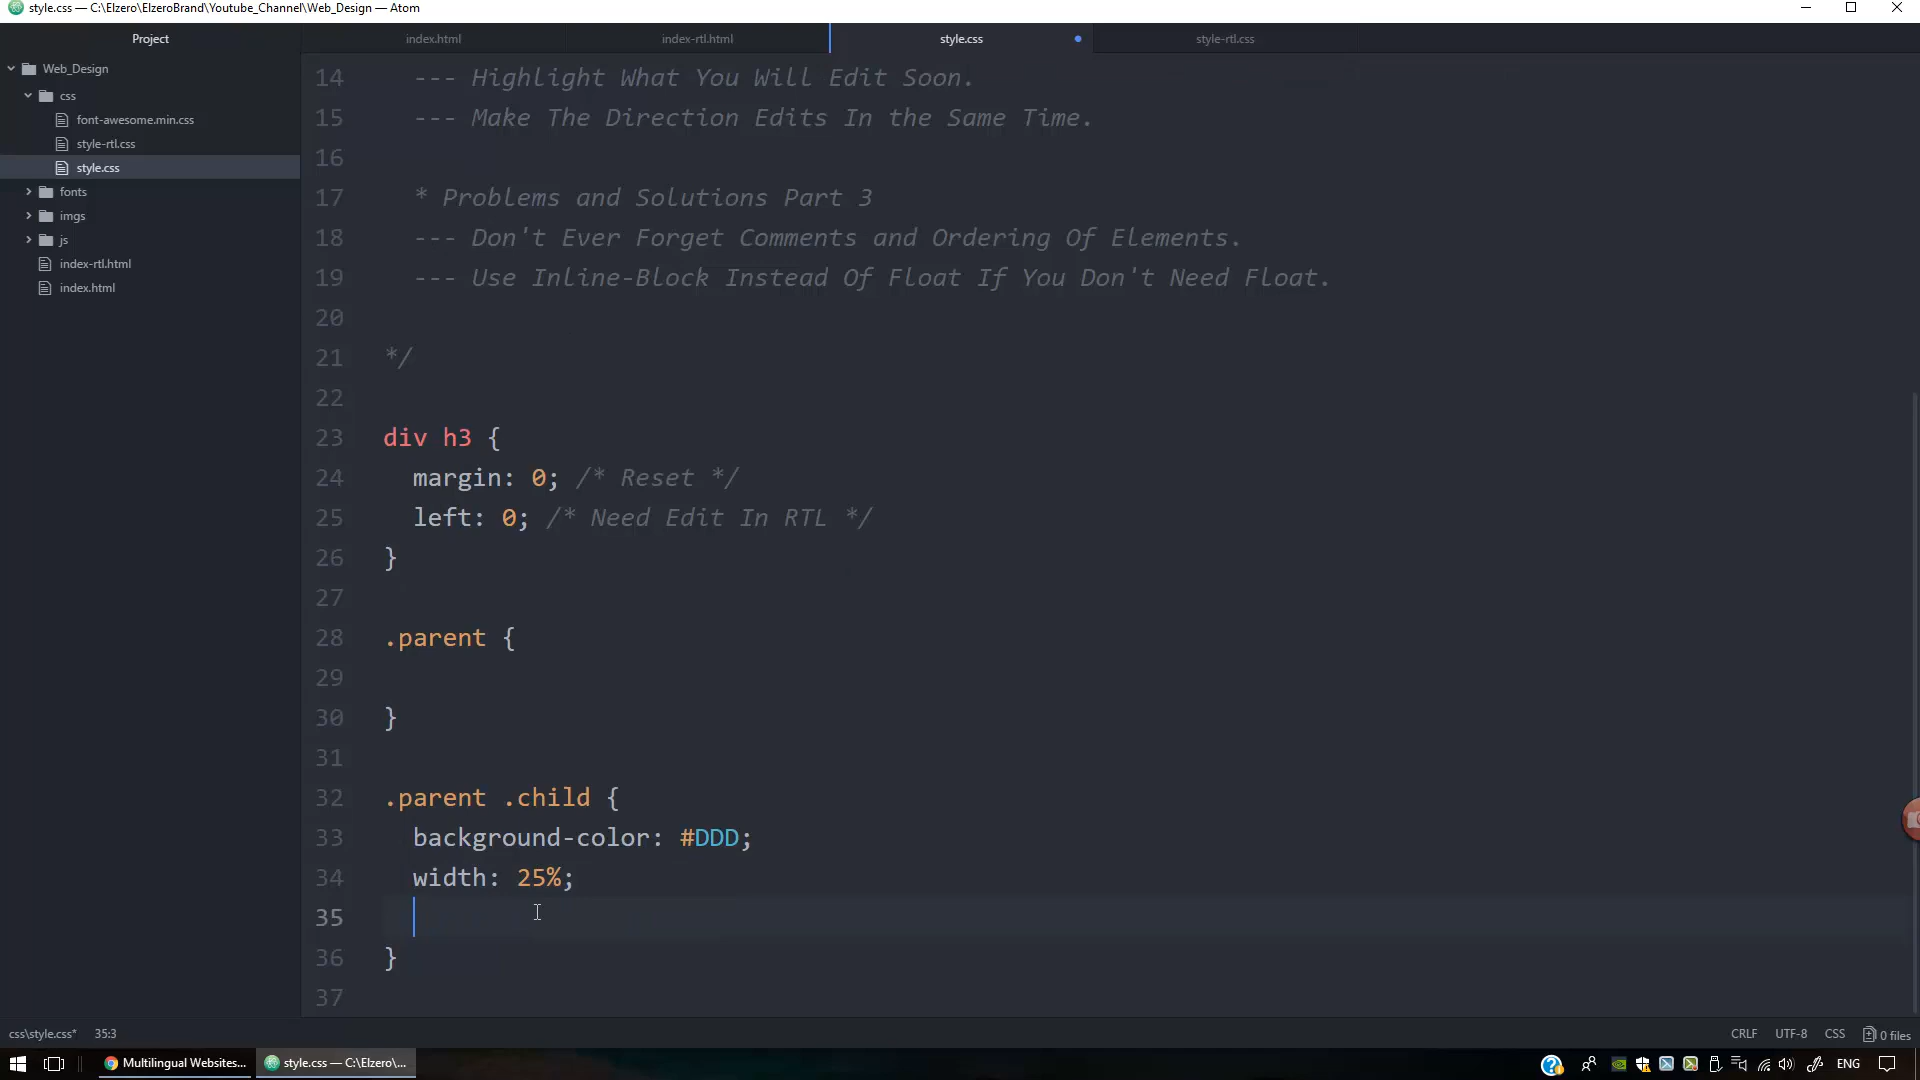 style.css — C:\Elzero\ElzeroBrand\Youtube_Channel\Web_Design — Atom
Project
index.html
index-rtl.html
style.css
style-rtl.css
Web_Design
css
font-awesome.min.css
style-rtl.css
style.css
fonts
imgs
js
index-rtl.html
index.html
14 --- Highlight What You Will Edit Soon.
15 --- Make The Direction Edits In the Same Time.
16
17 * Problems and Solutions Part 3
18 --- Don't Ever Forget Comments and Ordering Of Elements.
19 --- Use Inline-Block Instead Of Float If You Don't Need Float.
20
21 */
22
23 div h3 {
24 margin: 0; /* Reset */
25 left: 0; /* Need Edit In RTL */
26 }
27
28 .parent {
29
30 }
31
32 .parent .child {
33 background-color: #DDD;
34 width: 25%;
35
36 }
37
css\style.css* 35:3
CRLF UTF-8 CSS 0 files
Multilingual Websites...
style.css — C:\Elzero\...
ENG